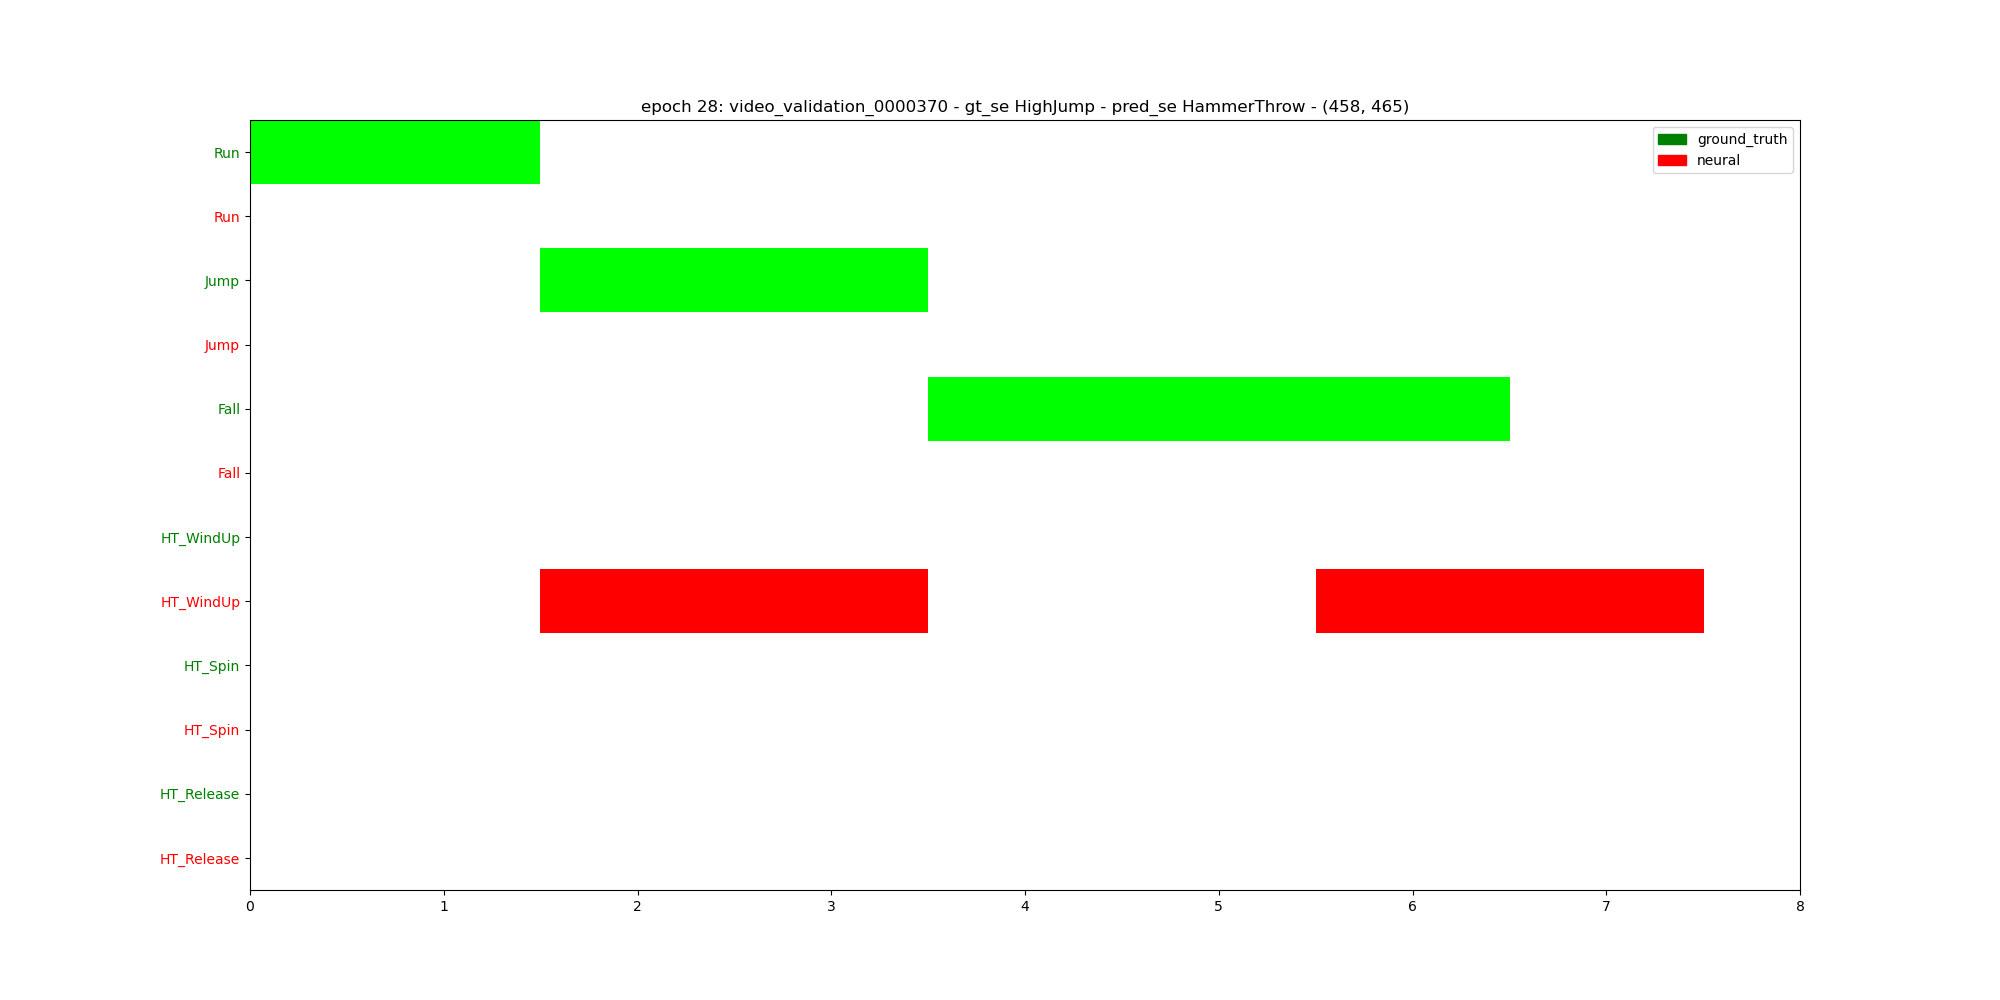 epoch 28: video_validation_0000370 - gt_se HighJump - pred_se HammerThrow - (458, 465)
ground_truth
neural
Run
Run
Jump
Jump
Fall
Fall
HT_WindUp
HT_WindUp
HT_Spin
HT_Spin
HT_Release
HT_Release
0 1 2 3 4 5 6 7 8